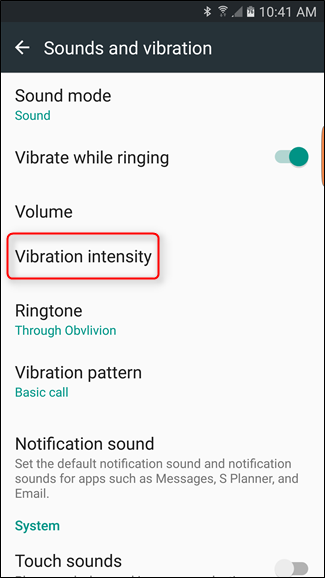 10:41 AM
Sounds and vibration
Sound mode
Sound
Vibrate while ringing
Volume
Vibration intensity
Ringtone
Through Obvlivion
Vibration pattern
Basic call
Notification sound
Set the default notification sound and notification
sounds for apps such as Messages, S Planner, and
Email.
System
Touch sounds